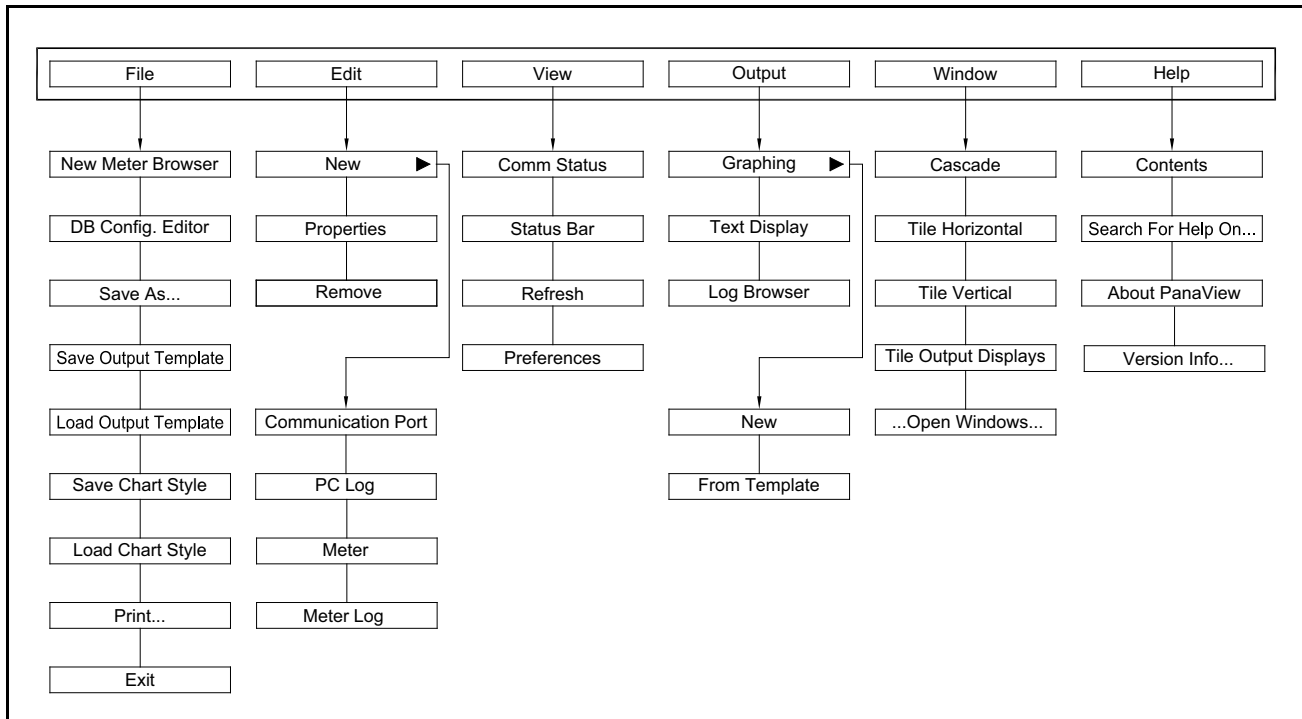 File
Edit
View
Output
Window
Help
New Meter Browser
DB Config. Editor
Save As...
Save Output Template
Load Output Template
Save Chart Style
Load Chart Style
Print...
Exit
New
Properties
Remove
Communication Port
PC Log
Meter
Meter Log
Comm Status
Status Bar
Refresh
Preferences
Graphing
Text Display
Log Browser
New
From Template
Cascade
Tile Horizontal
Tile Vertical
Tile Output Displays
...Open Windows...
Contents
Search For Help On...
About PanaView
Version Info...